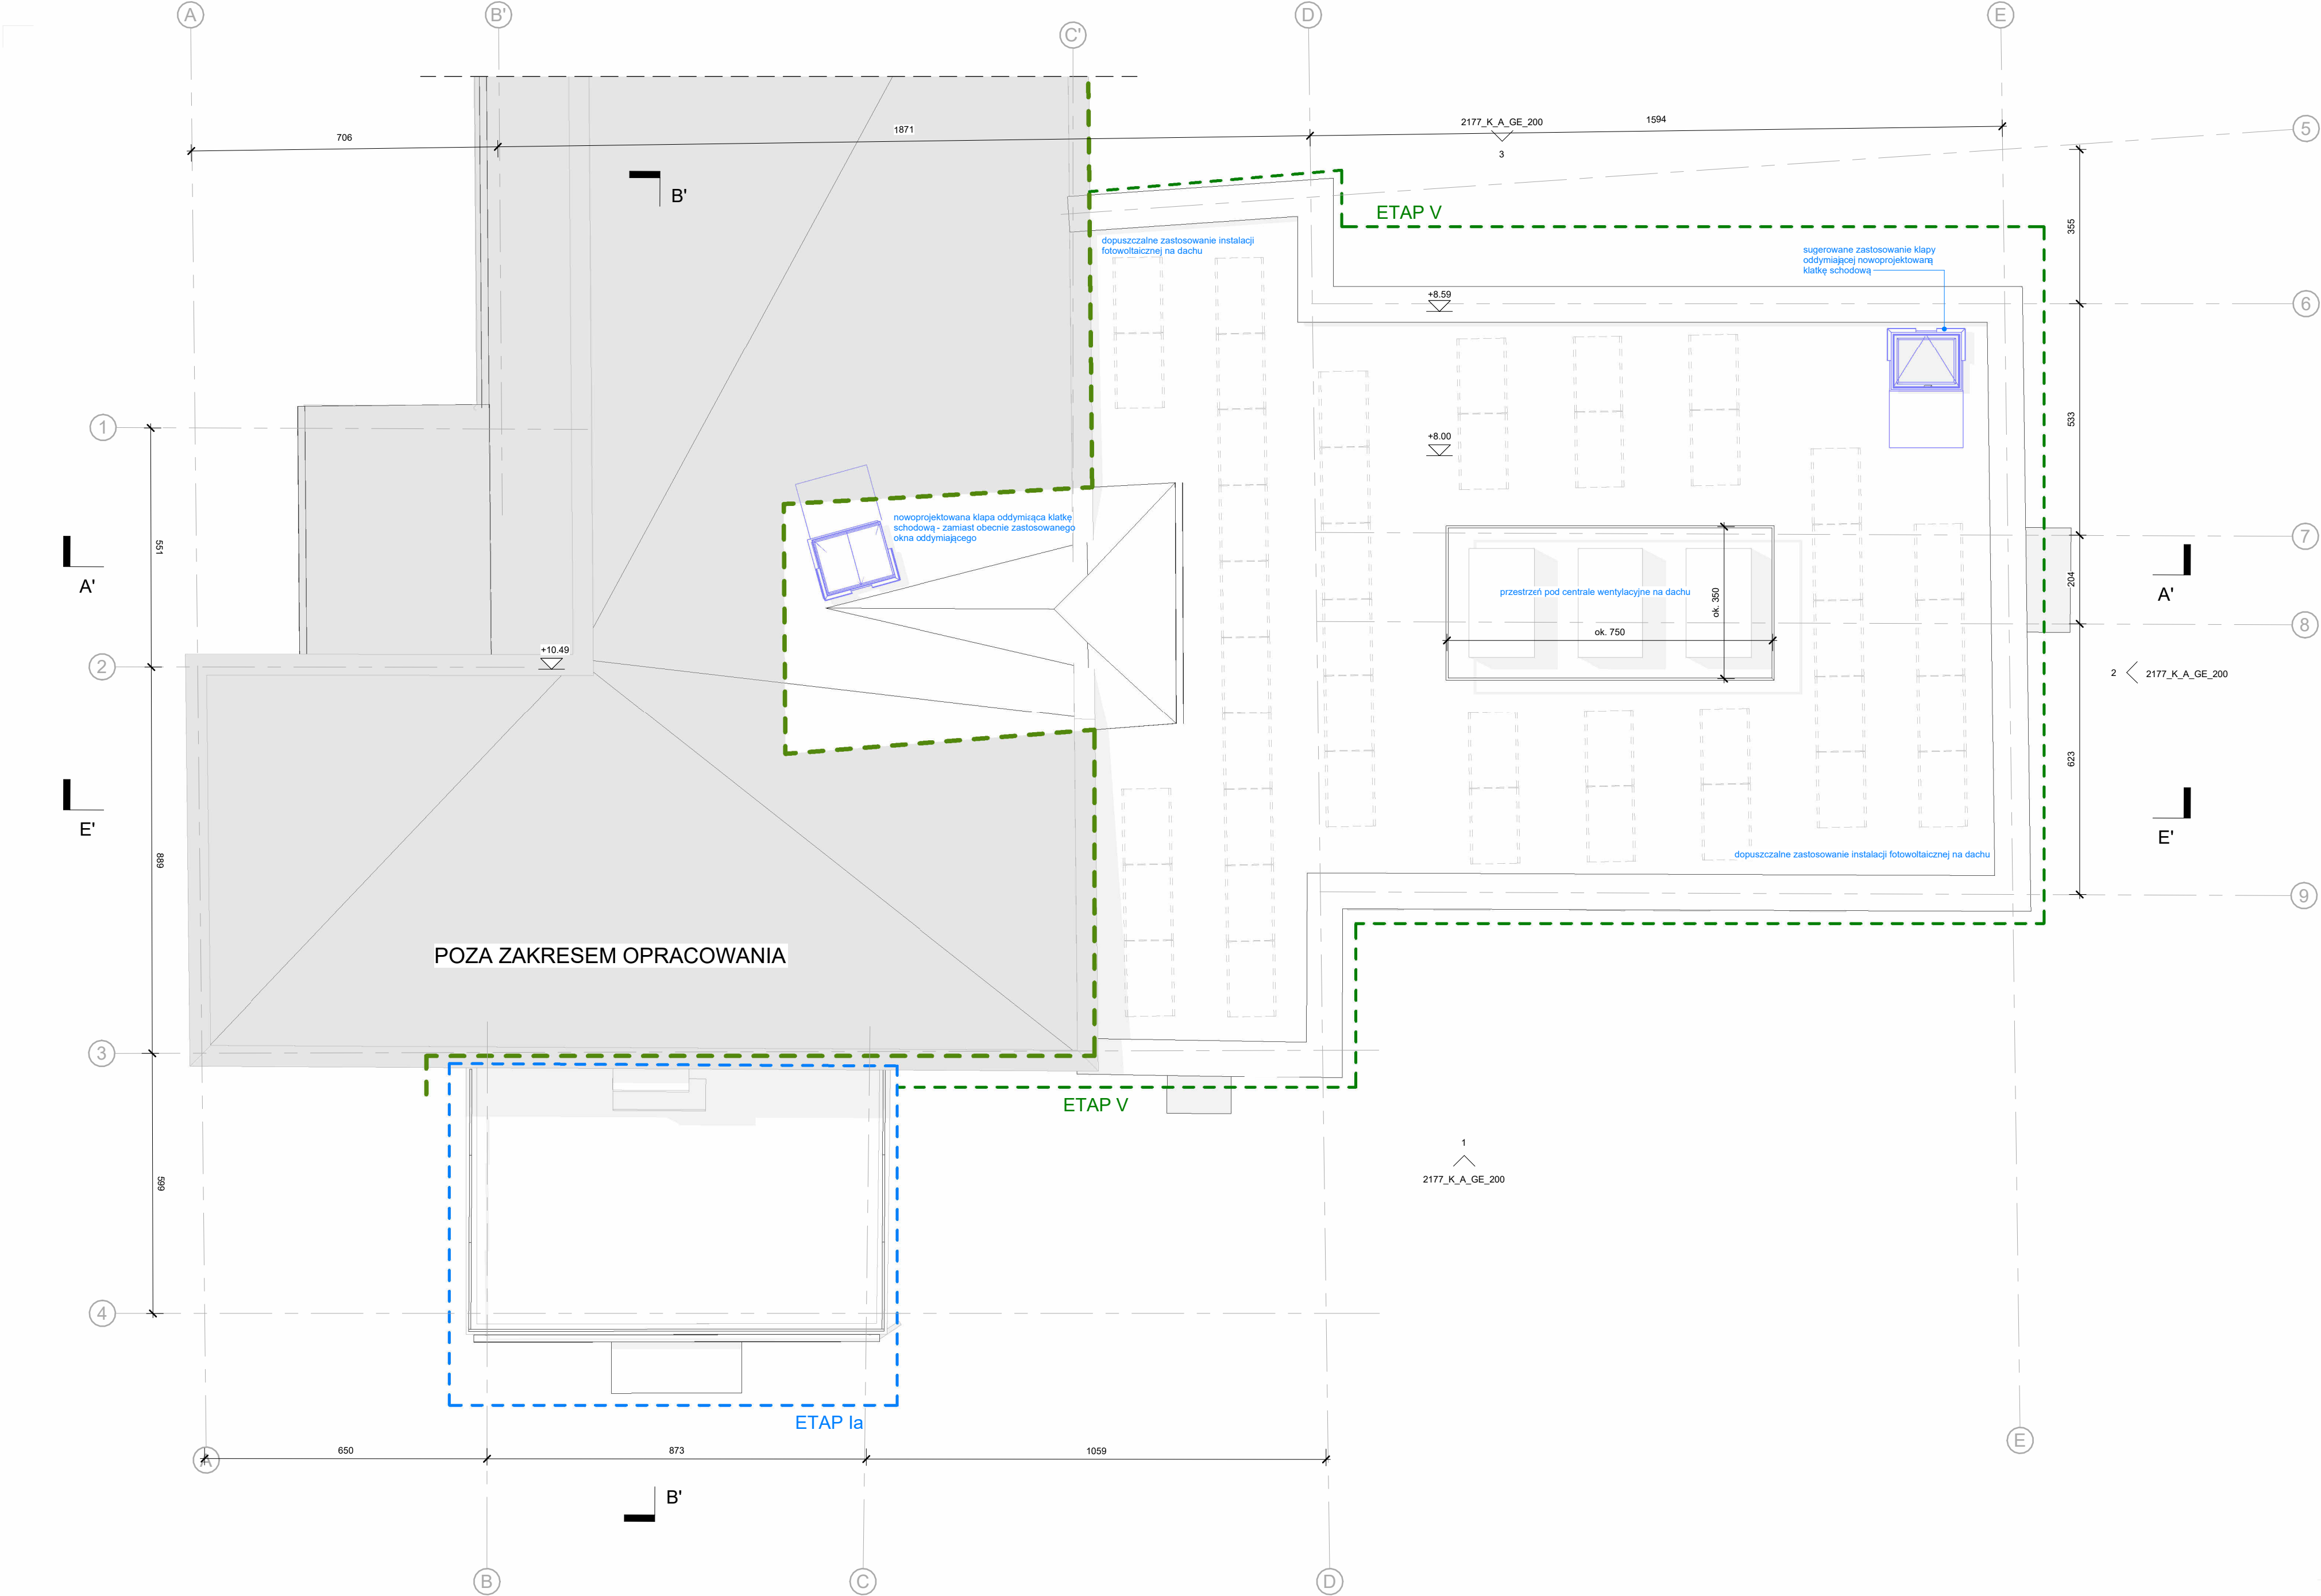 A
B'
C'
D
E
706
1871
1594
2177_K_A_GE_200
3
5
B'
ETAP V
355
dopuszczalne zastosowanie instalacji
fotowoltaicznej na dachu
sugerowane zastosowanie klapy
oddymiającej nowoprojektowaną
klatkę schodową
+8.59
6
1
+8.00
533
nowoprojektowana klapa oddymiząca klatkę
schodową - zamiast obecnie zastosowanego
okna oddymiającego
551
7
A'
przestrzeń pod centrale wentylacyjne na dachu
ok. 350
204
A'
ok. 750
8
+10.49
2
2
2177_K_A_GE_200
623
E'
E'
889
dopuszczalne zastosowanie instalacji fotowoltaicznej na dachu
9
POZA ZAKRESEM OPRACOWANIA
3
ETAP V
1
2177_K_A_GE_200
599
4
ETAP Ia
A
650
873
1059
E
B'
B
C
D